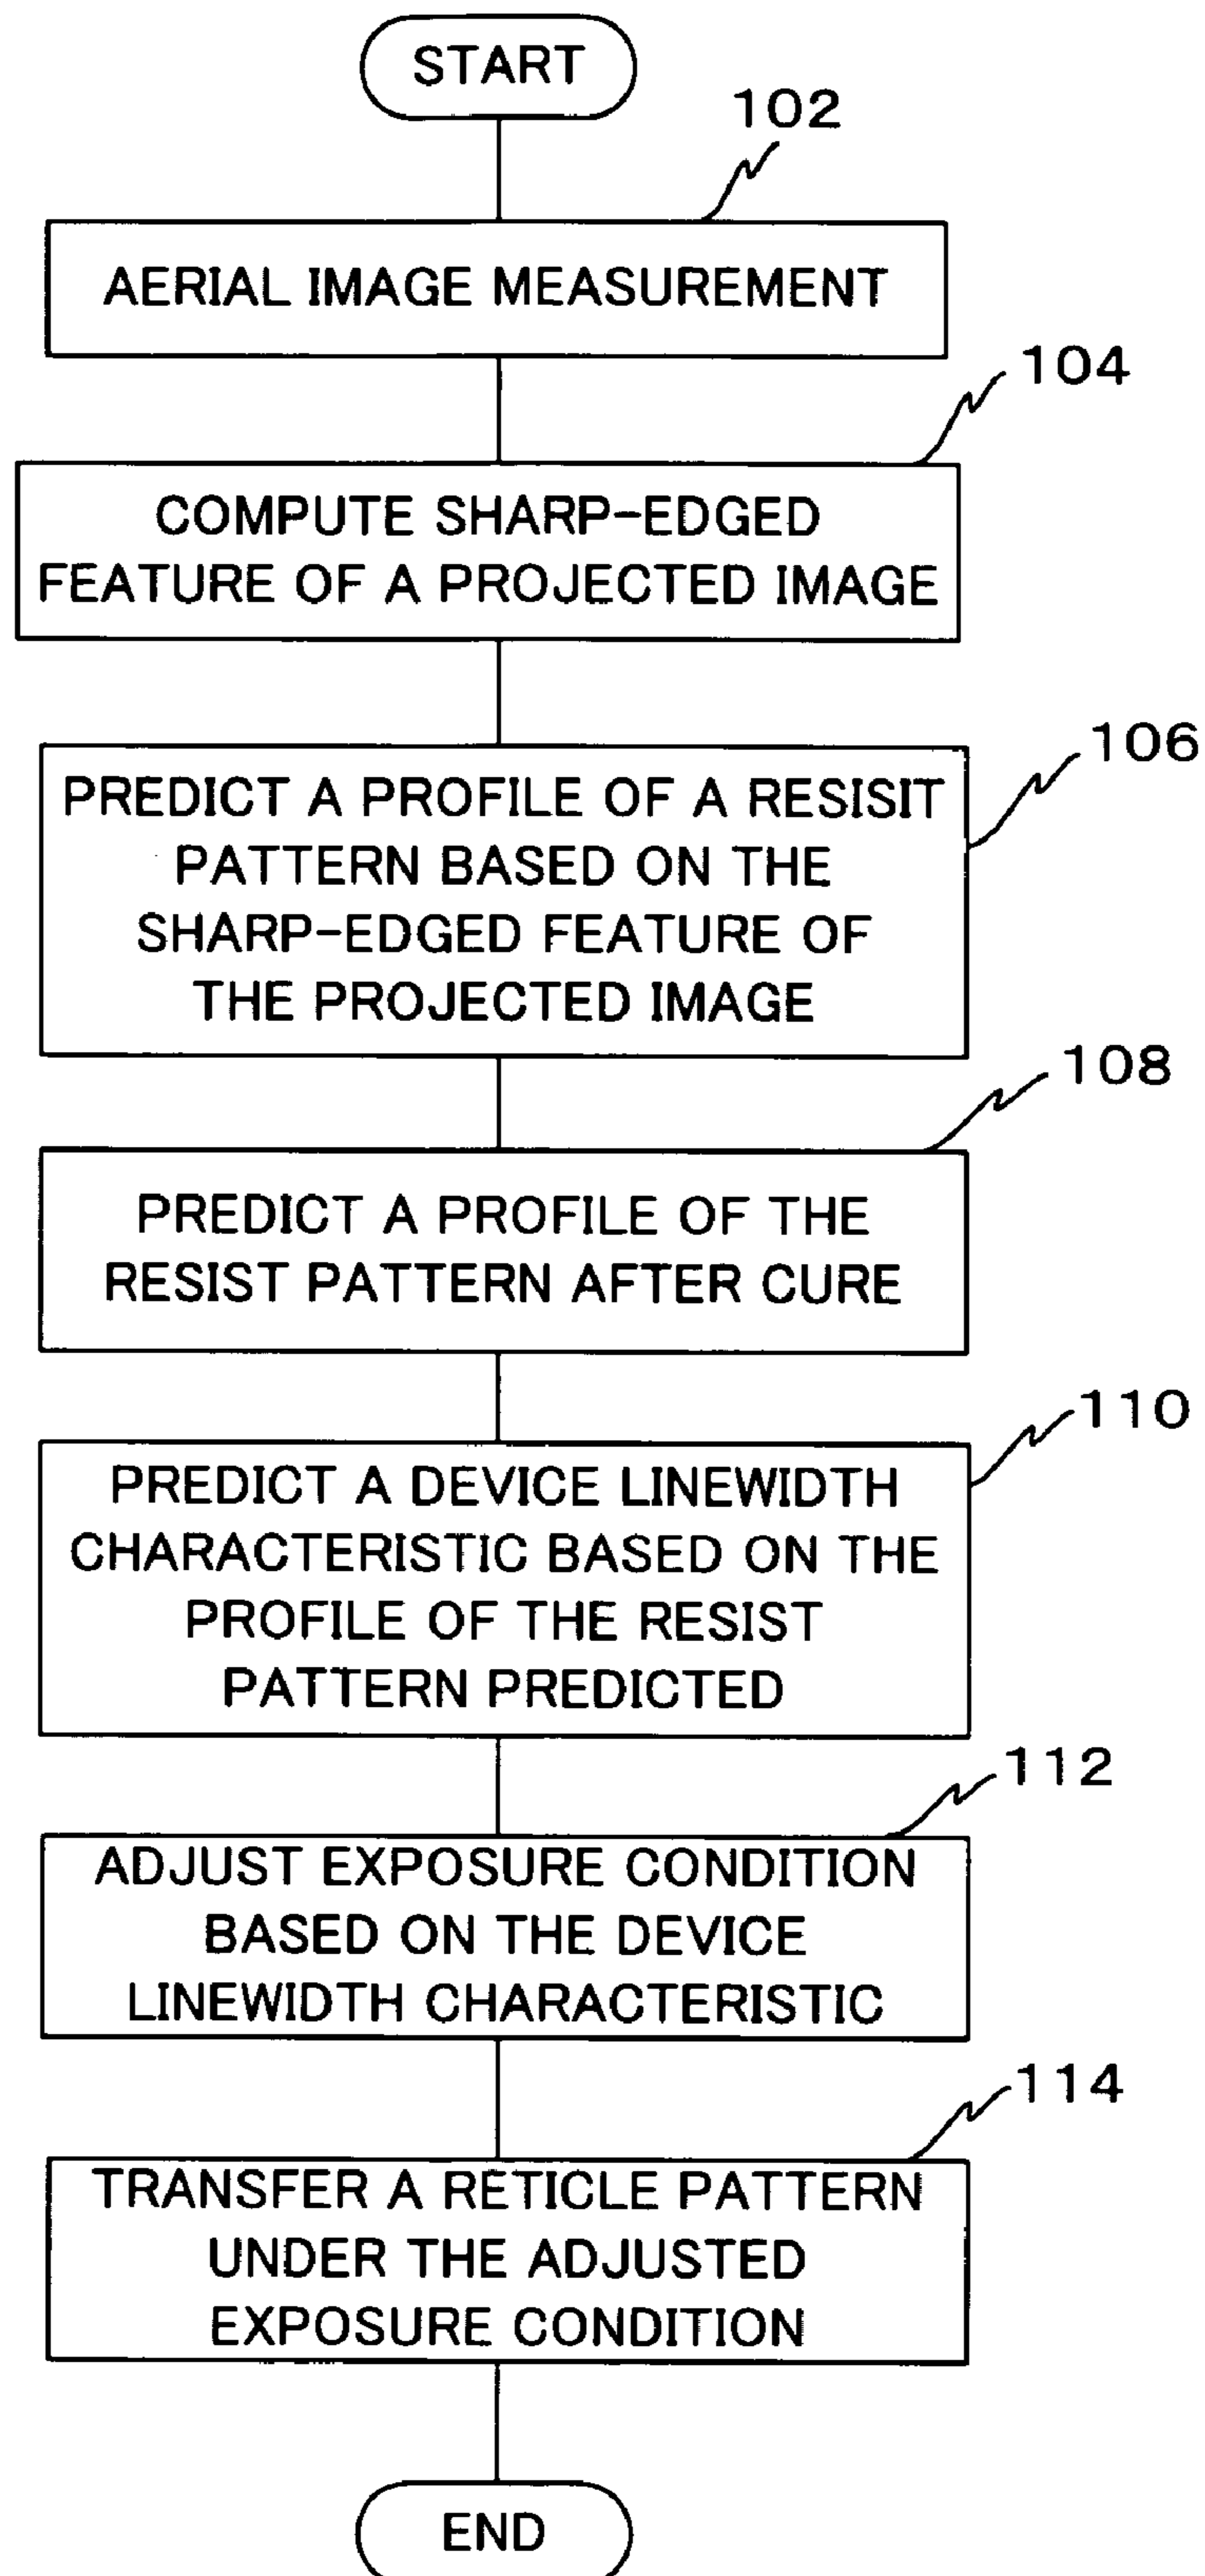 START
102
AERIAL IMAGE MEASUREMENT
104
COMPUTE SHARP-EDGED
FEATURE OF A PROJECTED IMAGE
106
PREDICT A PROFILE OF A RESISIT
PATTERN BASED ON THE
SHARP-EDGED FEATURE OF
THE PROJECTED IMAGE
108
PREDICT A PROFILE OF THE
RESIST PATTERN AFTER CURE
110
PREDICT A DEVICE LINEWIDTH
CHARACTERISTIC BASED ON THE
PROFILE OF THE RESIST
PATTERN PREDICTED
112
ADJUST EXPOSURE CONDITION
BASED ON THE DEVICE
LINEWIDTH CHARACTERISTIC
114
TRANSFER A RETICLE PATTERN
UNDER THE ADJUSTED
EXPOSURE CONDITION
END